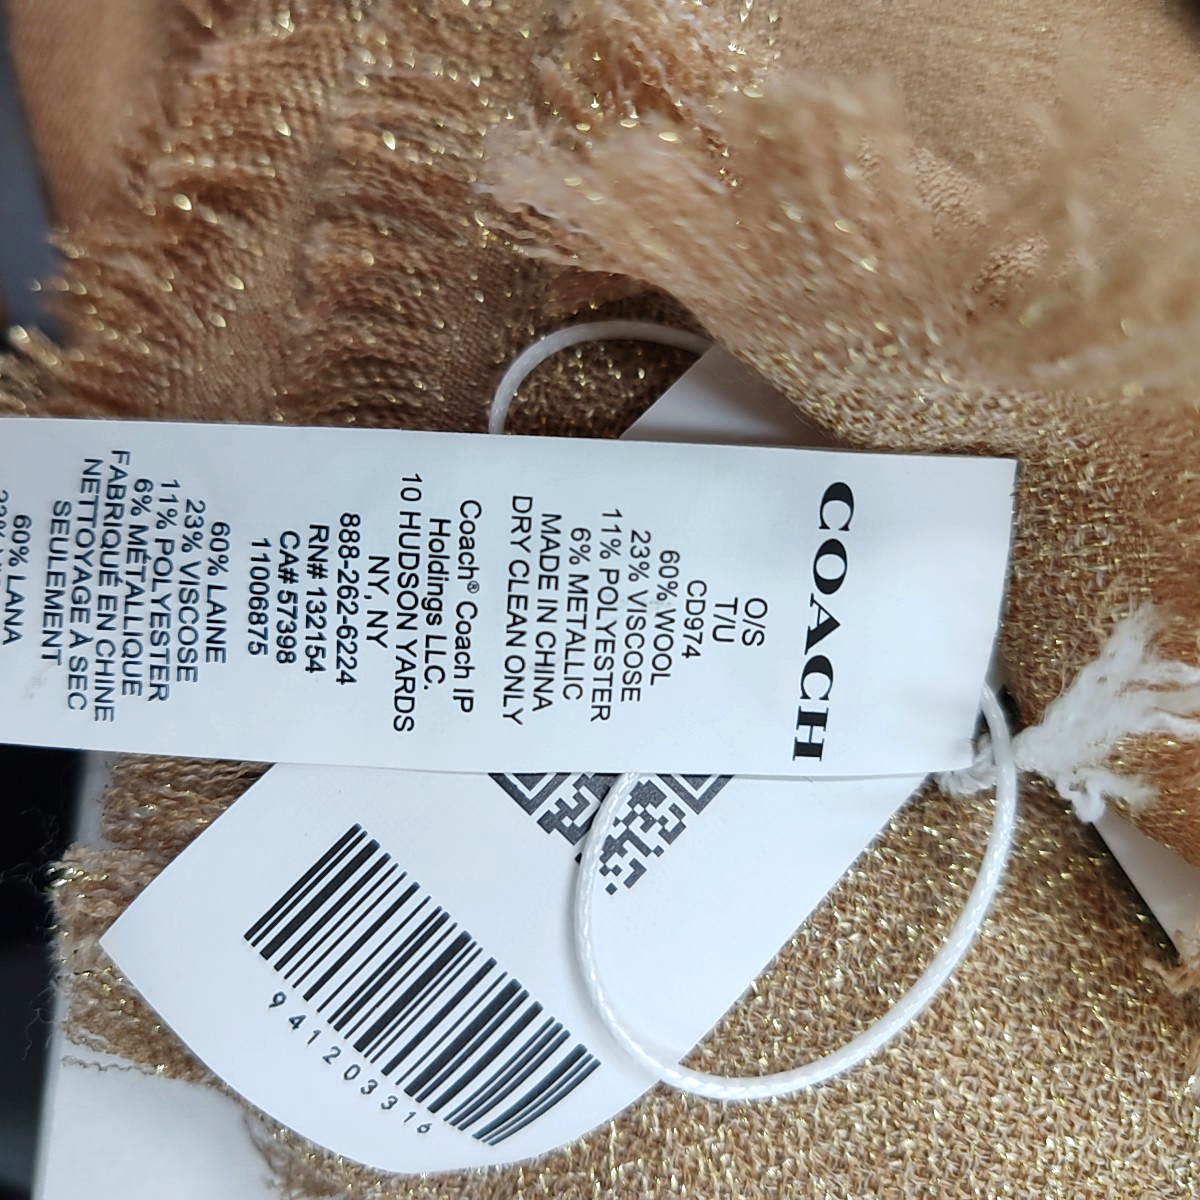 COACH
O/S
T/U
CD974
60% WOOL
23% VISCOSE
11% POLYESTER
6% METALLIC
MADE IN CHINA
DRY CLEAN ONLY
Coach® Coach IP
Holdings LLC.
10 HUDSON YARDS
NY, NY
888-262-6224
RN# 132154
CA# 57398
11006875
60% LAINE
23% VISCOSE
11% POLYESTER
6% MÉTALLIQUE
FABRIQUÉ EN CHINE
NETTOYAGE À SEC
SEULEMENT
60% LANA
941203316